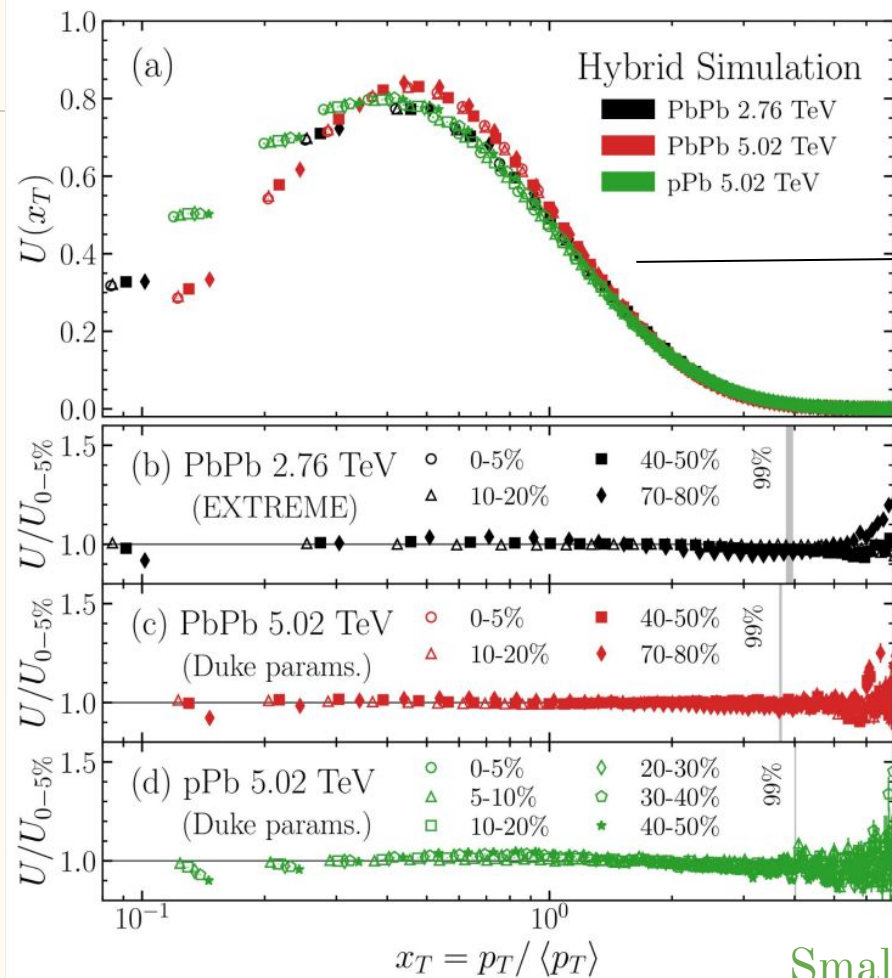 1.0
(a)
Hybrid Simulation
PbPb 2.76 TeV
PbPb 5.02 TeV
pPb 5.02 TeV
0.8
0.6
0.4
0.2
0.0
U(x_T)
1.5
1.0
U/U_{0−5%}
(b) PbPb 2.76 TeV
(EXTREME)
0-5%
10-20%
40-50%
70-80%
99%
1.5
1.0
U/U_{0−5%}
(c) PbPb 5.02 TeV
(Duke params.)
0-5%
10-20%
40-50%
70-80%
99%
1.5
1.0
U/U_{0−5%}
(d) pPb 5.02 TeV
(Duke params.)
0-5%
5-10%
10-20%
20-30%
30-40%
40-50%
99%
10^{-1}
10^{0}
x_T = p_T / ⟨p_T⟩
Smal